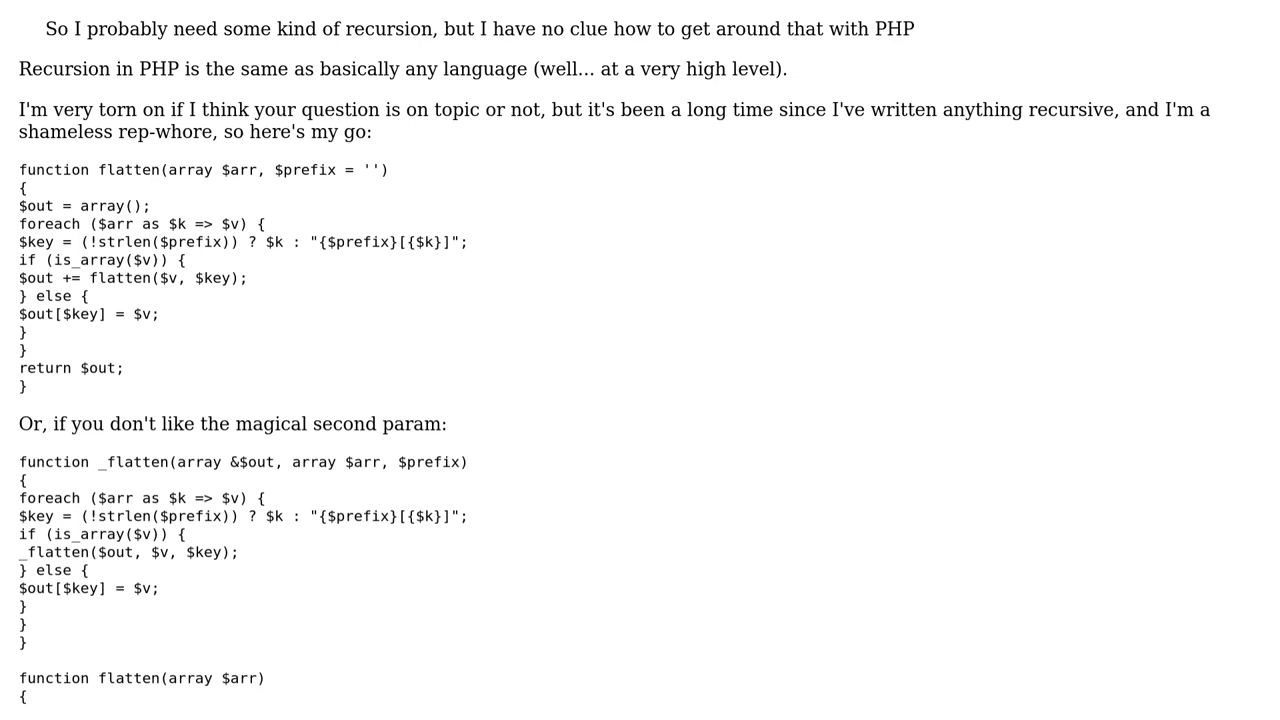 So I probably need some kind of recursion, but I have no clue how to get around that with PHP
Recursion in PHP is the same as basically any language (well... at a very high level).
I'm very torn on if I think your question is on topic or not, but it's been a long time since I've written anything recursive, and I'm a
shameless rep-whore, so here's my go:
function flatten(array $arr, $prefix = '')
{
$out = array();
foreach ($arr as $k => $v) {
$key = (!strlen($prefix)) ? $k : "{$prefix}[{$k}]";
if (is_array($v)) {
$out += flatten($v, $key);
} else {
$out[$key] = $v;
}
}
return $out;
}
Or, if you don't like the magical second param:
function _flatten(array &$out, array $arr, $prefix)
{
foreach ($arr as $k => $v) {
$key = (!strlen($prefix)) ? $k : "{$prefix}[{$k}]";
if (is_array($v)) {
_flatten($out, $v, $key);
} else {
$out[$key] = $v;
}
}
}
function flatten(array $arr)
{